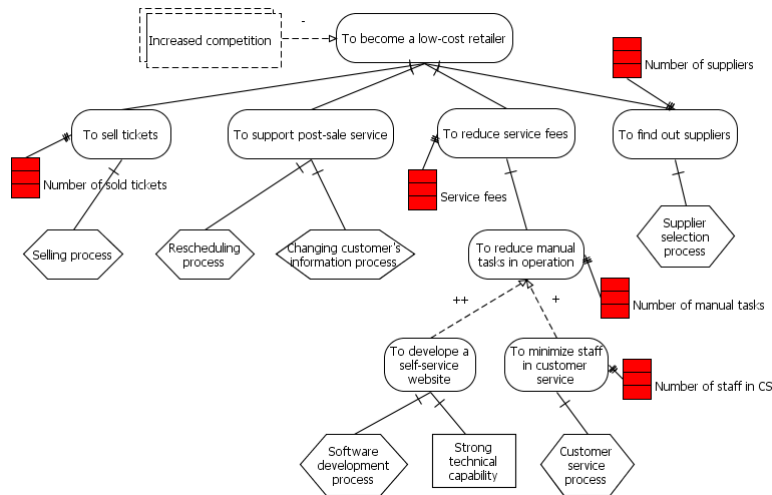 -
Increased competition
To become a low-cost retailer
Number of suppliers
To sell tickets
To support post-sale service
To reduce service fees
To find out suppliers
Number of sold tickets
Service fees
Selling process
Rescheduling
process
Changing customer's
information process
To reduce manual
tasks in operation
Supplier
selection
process
Number of manual tasks
++
+
To develope a
self-service
website
To minimize staff
in customer
service
Number of staff in CS
Software
development
process
Strong
technical
capability
Customer
service process